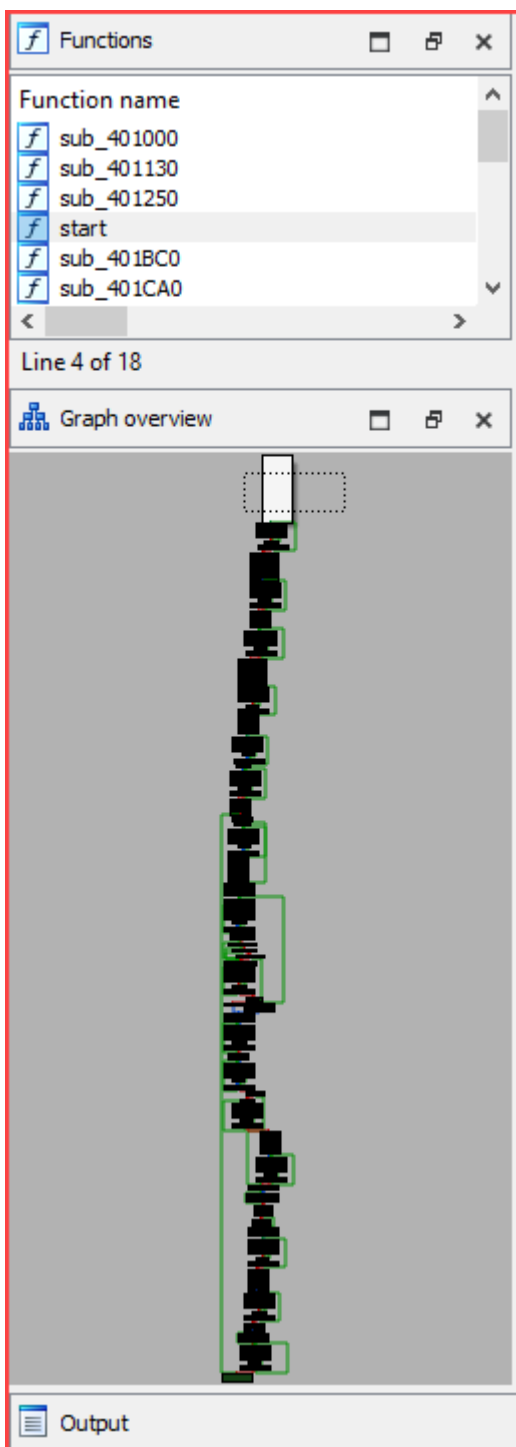 Functions
Function name
f sub_401000
f sub_401130
f sub_401250
f start
f sub_401BC0
f sub_401CA0
Line 4 of 18
Graph overview
Output